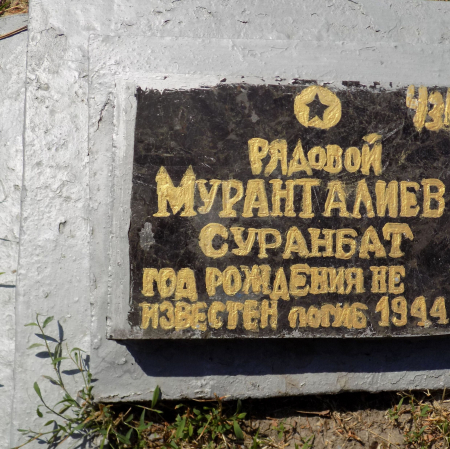 РЯДОВОЙ
МУРАНТАЛИЕВ
СУРАНБАТ
ГОД РОЖДЕНИЯ НЕ
ИЗВЕСТЕН ПОГИБ 1944